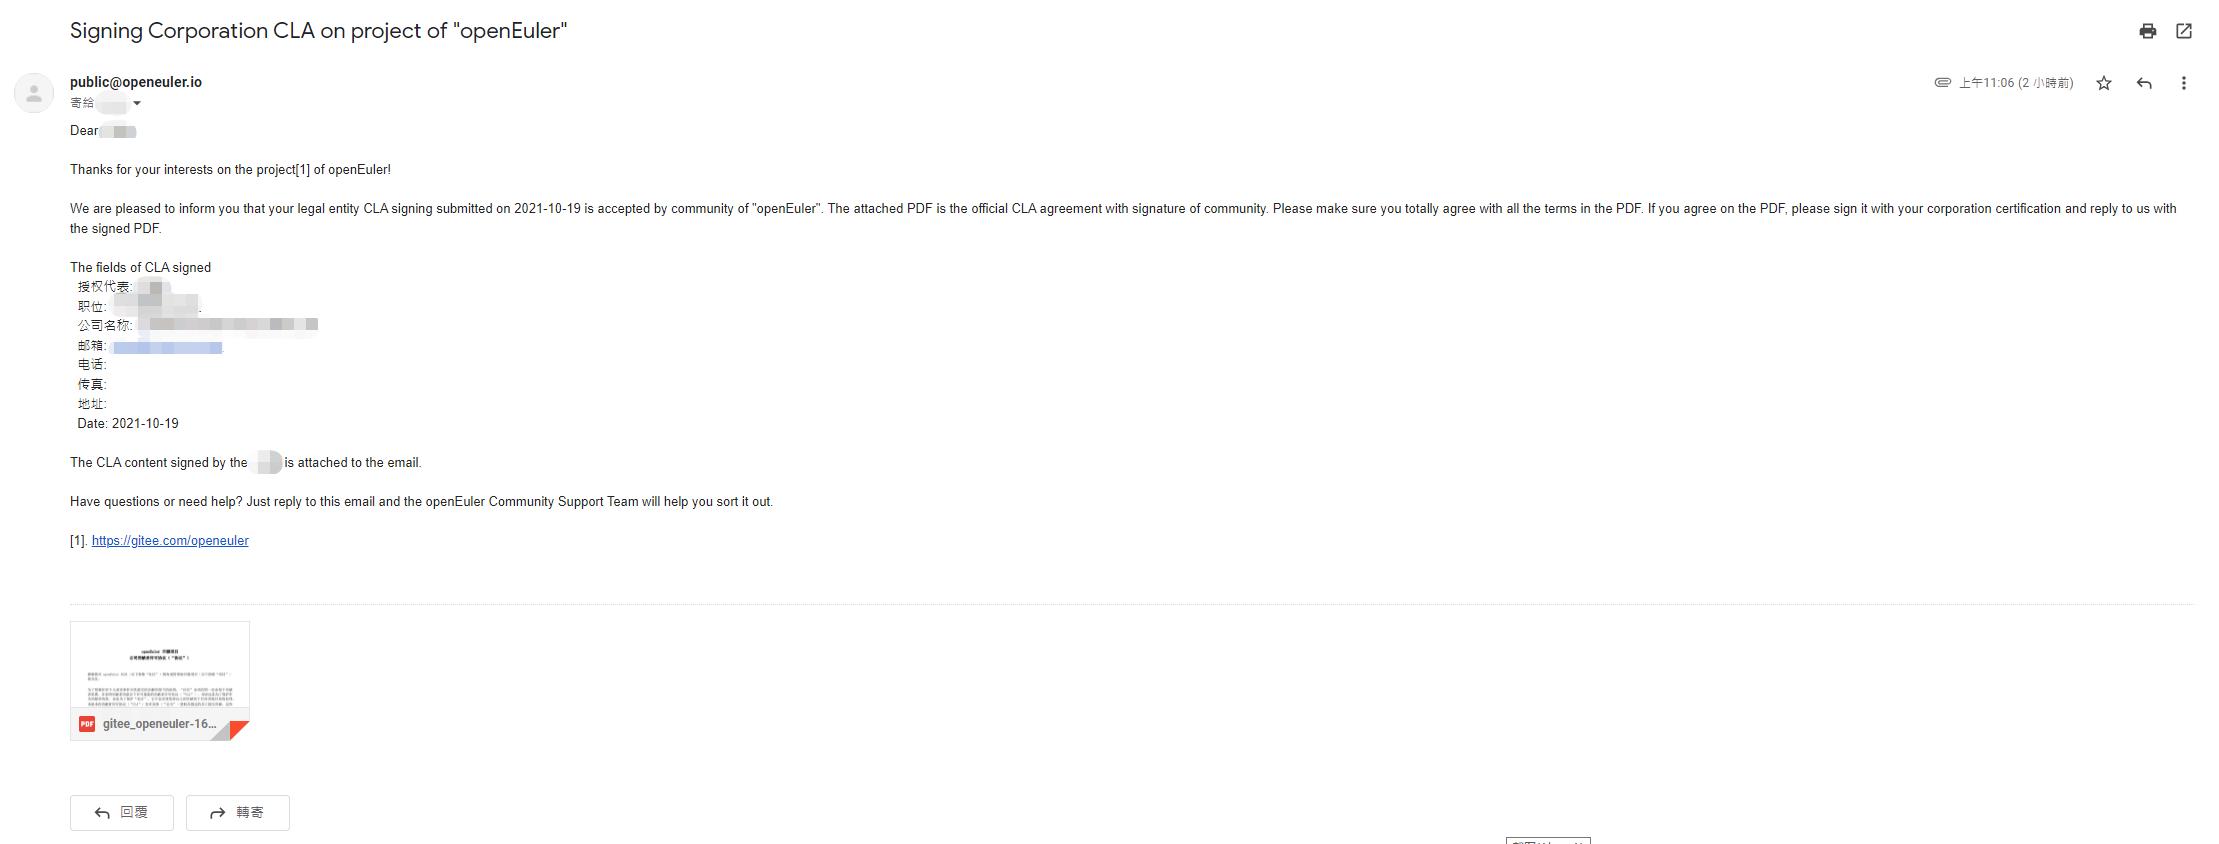 Signing Corporation CLA on project of "openEuler"
public@openeuler.io
上午11:06 (2 小時前)
寄給
Dear
Thanks for your interests on the project[1] of openEuler!
We are pleased to inform you that your legal entity CLA signing submitted on 2021-10-19 is accepted by community of "openEuler". The attached PDF is the official CLA agreement with signature of community. Please make sure you totally agree with all the terms in the PDF. If you agree on the PDF, please sign it with your corporation certification and reply to us with
the signed PDF.
The fields of CLA signed
授权代表:
职位:
公司名称:
邮箱:
电话:
传真:
地址:
Date: 2021-10-19
The CLA content signed by the is attached to the email.
Have questions or need help? Just reply to this email and the openEuler Community Support Team will help you sort it out.
[1]. https://gitee.com/openeuler
PDF gitee_openeuler-16...
回覆
轉寄